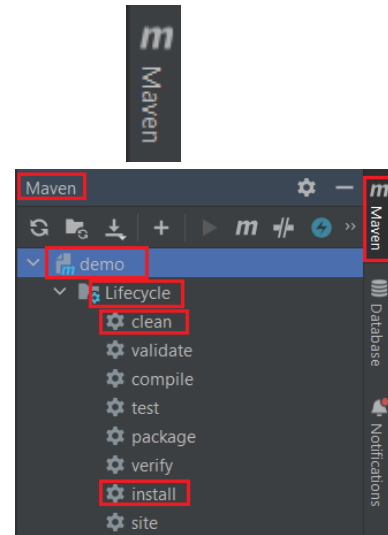 m
Maven
Maven
m
m
Maven
demo
Lifecycle
clean
validate
compile
test
package
verify
install
site
Database
Notifications